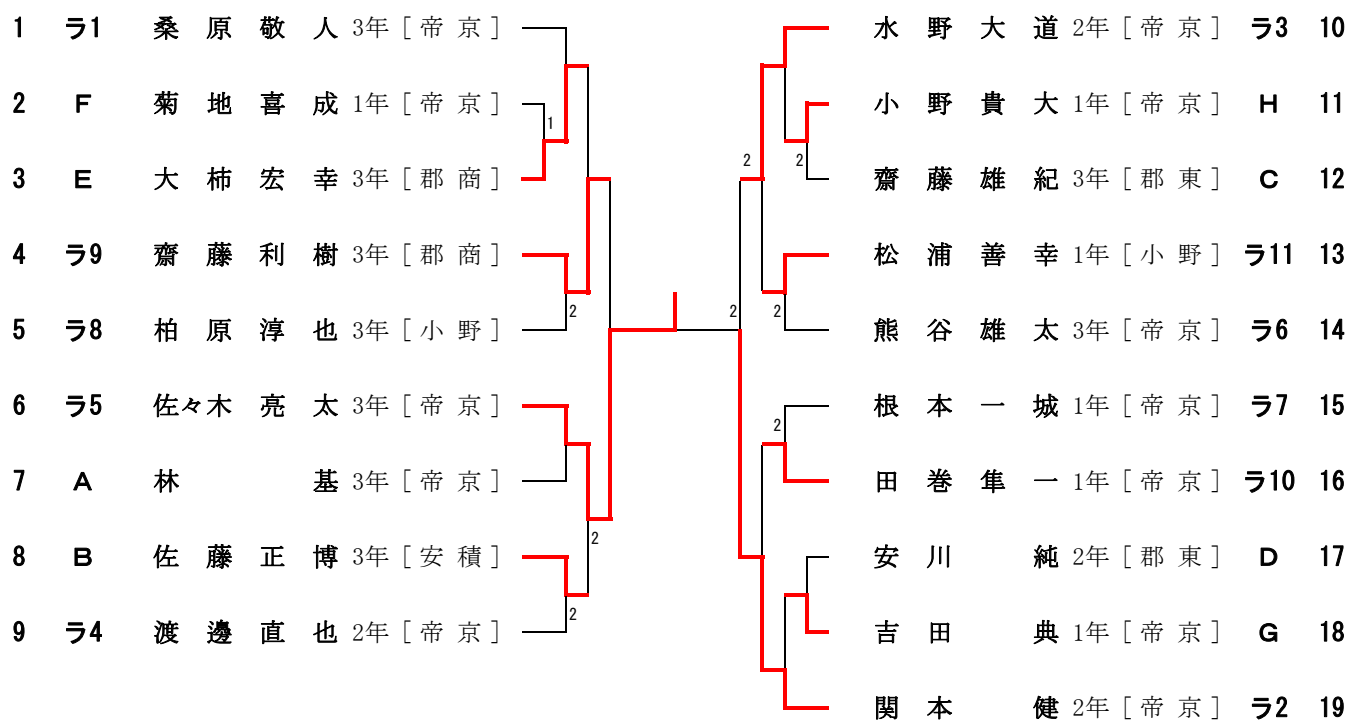 1 ラ1 桑原敬人 3年 [ 帝京 ]
2 F 菊地喜成 1年 [ 帝京 ]
1
3 E 大柿宏幸 3年 [ 郡商 ]
4 ラ9 齋藤利樹 3年 [ 郡商 ]
2
5 ラ8 柏原淳也 3年 [ 小野 ]
6 ラ5 佐々木亮太 3年 [ 帝京 ]
7 A 林基 3年 [ 帝京 ]
2
8 B 佐藤正博 3年 [ 安積 ]
2
9 ラ4 渡邊直也 2年 [ 帝京 ]
水野大道 2年 [ 帝京 ] ラ3 10
小野貴大 1年 [ 帝京 ] H 11
2 2
齋藤雄紀 3年 [ 郡東 ] C 12
松浦善幸 1年 [ 小野 ] ラ11 13
2 2
熊谷雄太 3年 [ 帝京 ] ラ6 14
根本一城 1年 [ 帝京 ] ラ7 15
2
田巻隼一 1年 [ 帝京 ] ラ10 16
安川純 2年 [ 郡東 ] D 17
吉田典 1年 [ 帝京 ] G 18
関本健 2年 [ 帝京 ] ラ2 19